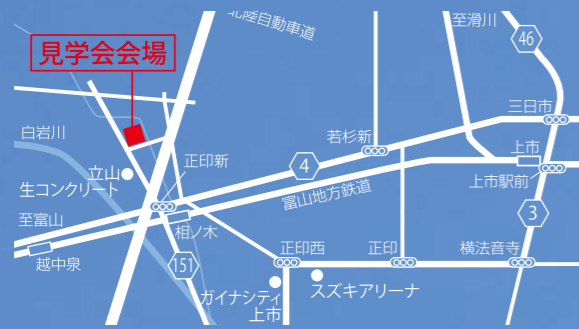 北陸自動車道
至滑川
46
見学会会場
三日市
白岩川
若杉新
上市
正印新
4
立山
生コンクリート
上市駅前
富山地方鉄道
至富山
3
相ノ木
越中泉
正印西
正印
横法音寺
151
ガイナシティ
上市
スズキアリーナ